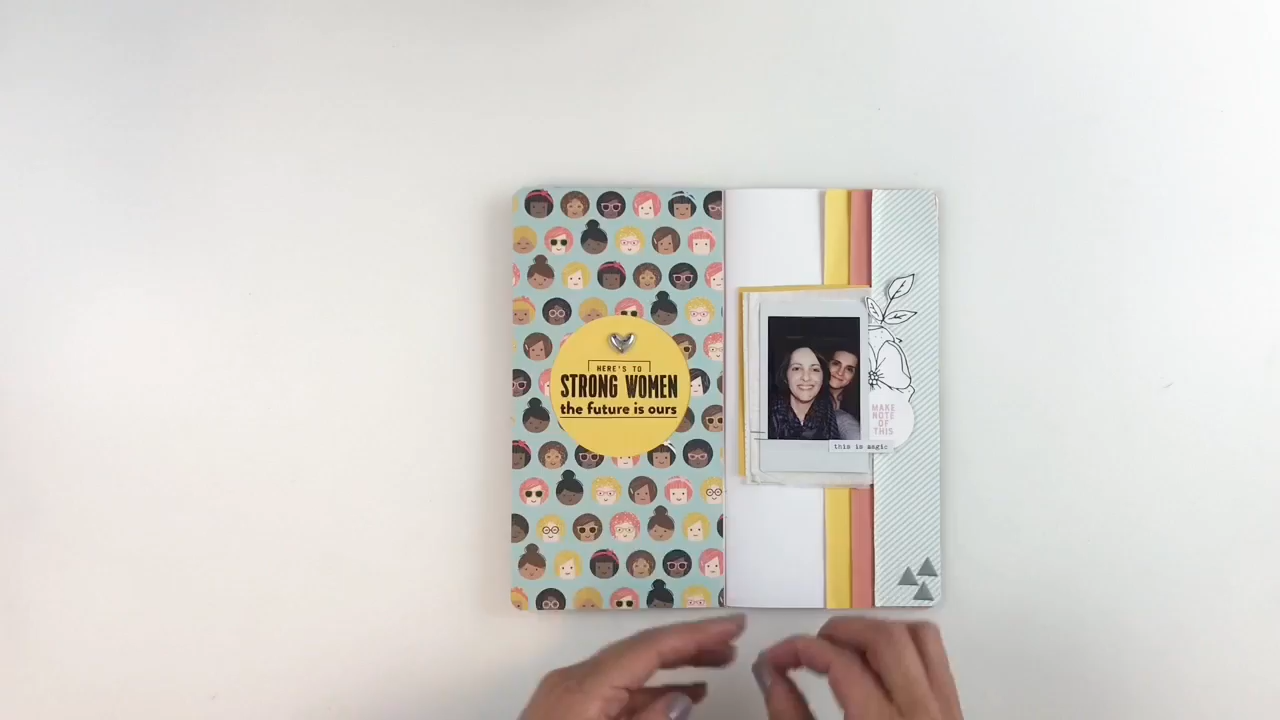 HERE'S TO
STRONG WOMEN
the future is ours
MAKE
NOTE
OF
THIS
this is magic